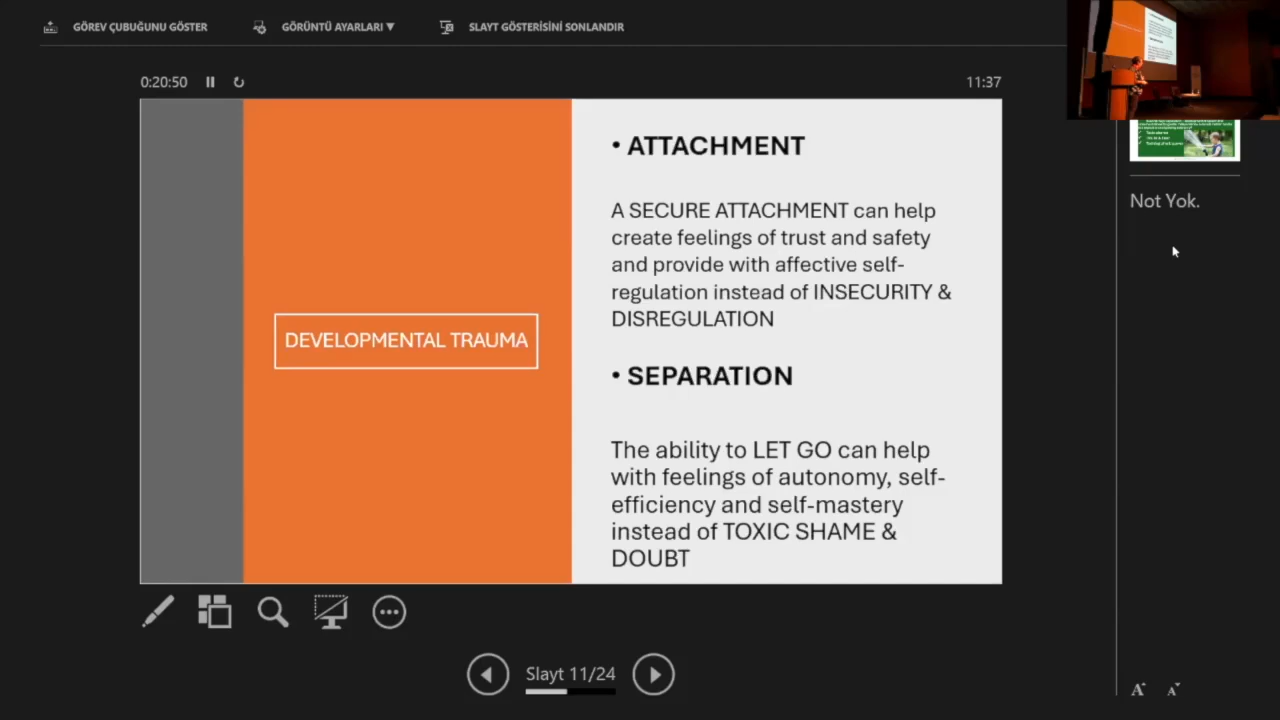 GÖREV ÇUBUĞUNU GÖSTER
GÖRÜNTÜ AYARLARI ▼
SLAYT GÖSTERİSİNİ SONLANDIR
0:20:50
11:37
DEVELOPMENTAL TRAUMA
• ATTACHMENT
A SECURE ATTACHMENT can help
create feelings of trust and safety
and provide with affective self-
regulation instead of INSECURITY &
DISREGULATION
• SEPARATION
The ability to LET GO can help
with feelings of autonomy, self-
efficiency and self-mastery
instead of TOXIC SHAME &
DOUBT
Not Yok.
Slayt 11/24
A A